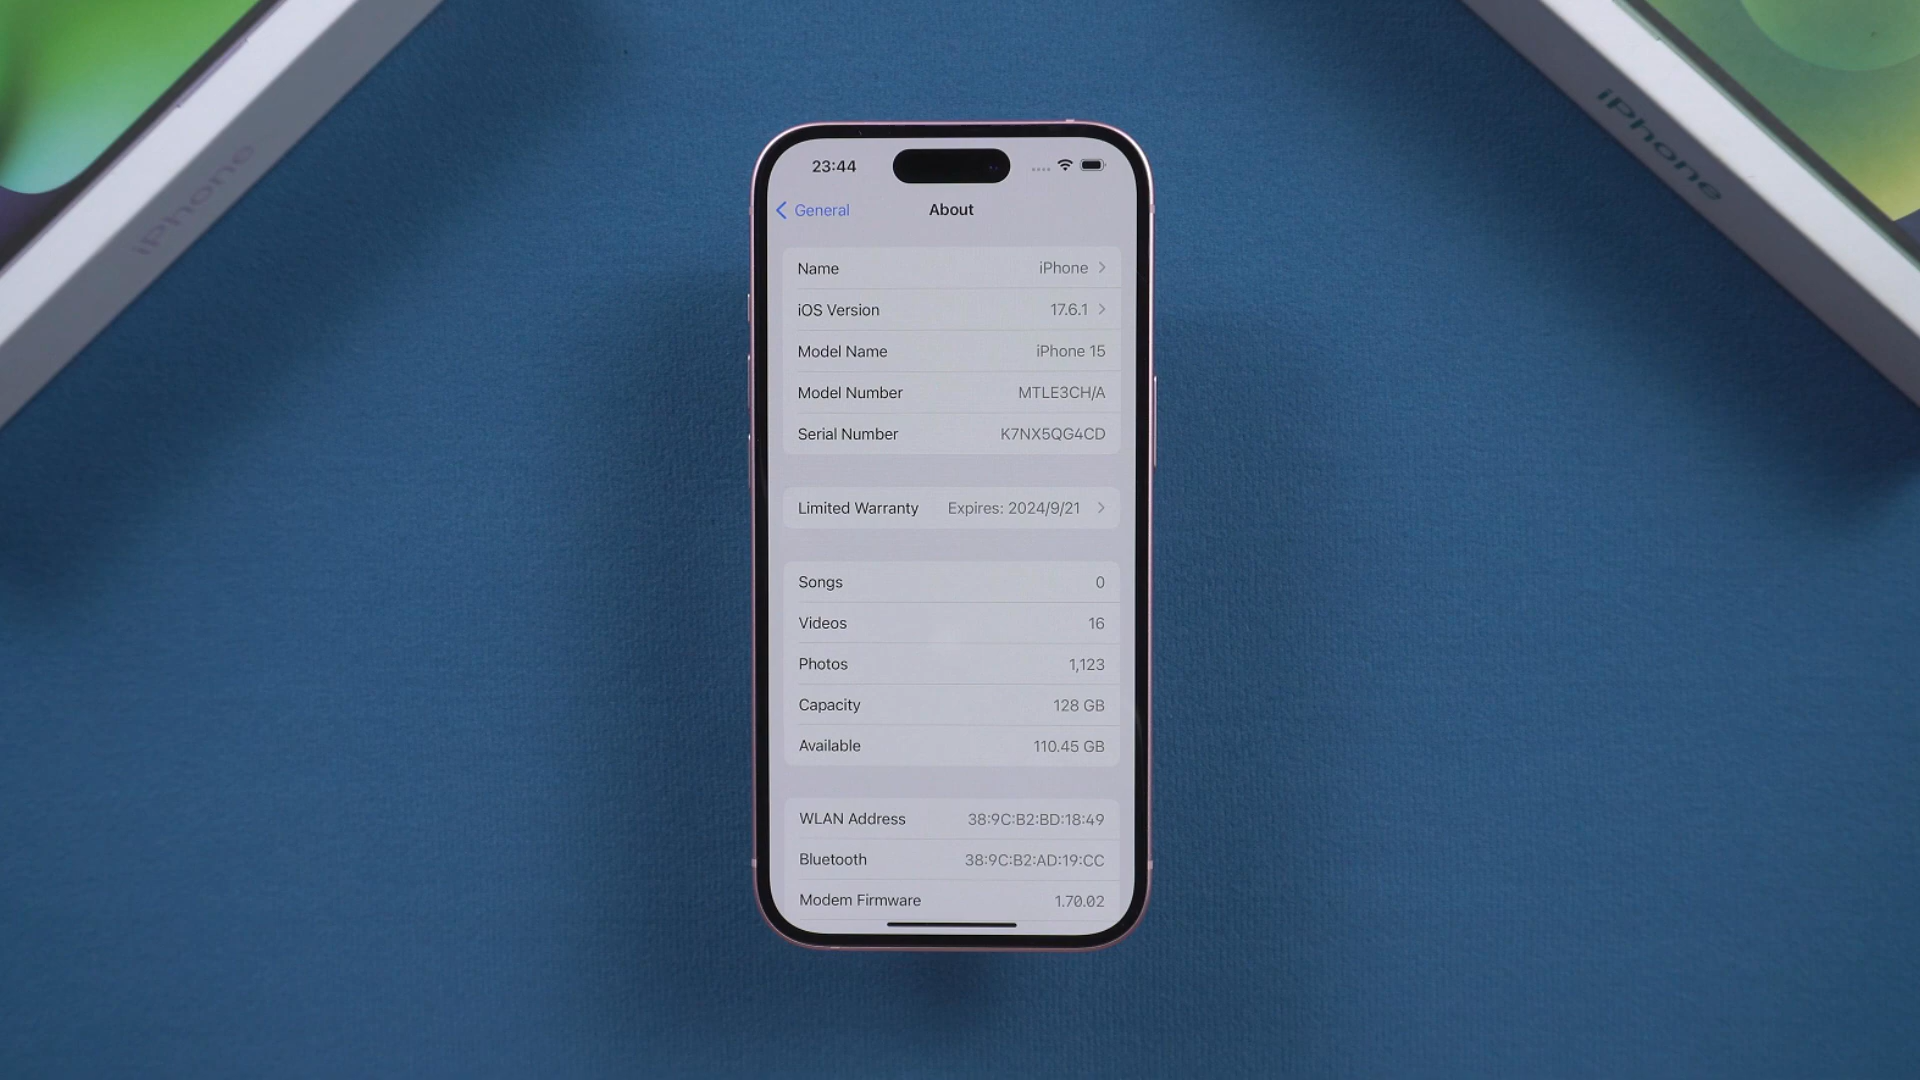 iPhone
iPhone
23:44
General
About
Name iPhone
iOS Version 17.6.1
Model Name iPhone 15
Model Number MTLE3CH/A
Serial Number K7NX5QG4CD
Limited Warranty Expires: 2024/9/21
Songs 0
Videos 16
Photos 1,123
Capacity 128 GB
Available 110.45 GB
WLAN Address 38:9C:B2:BD:18:49
Bluetooth 38:9C:B2:AD:19:CC
Modem Firmware 1.70.02